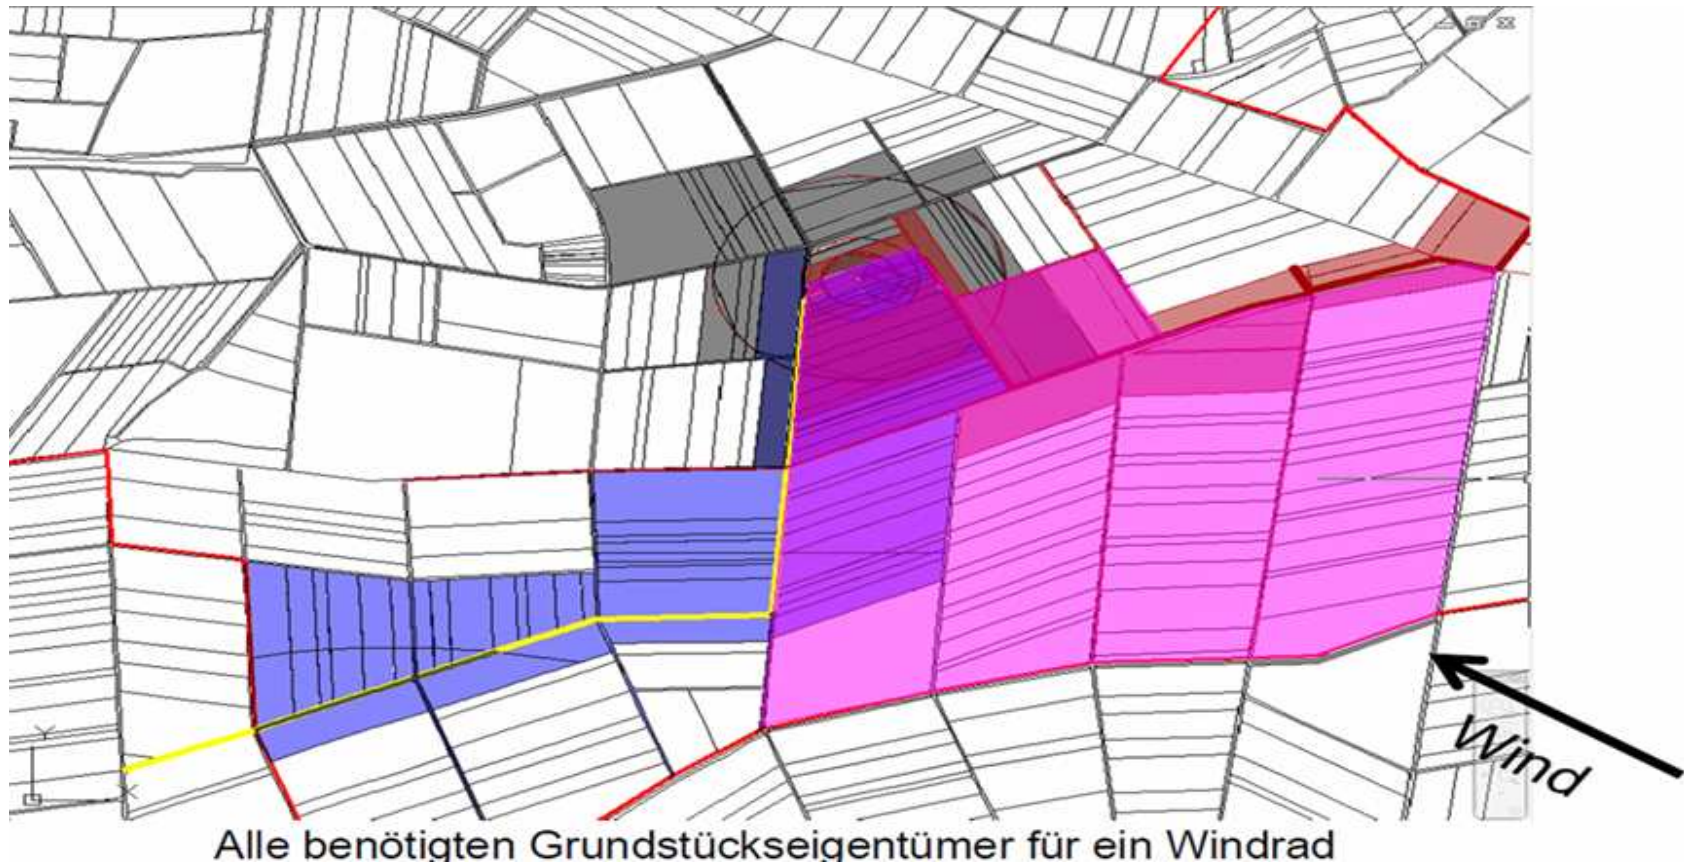 Y
X
Wind
Alle benötigten Grundstückseigentümer für ein Windrad